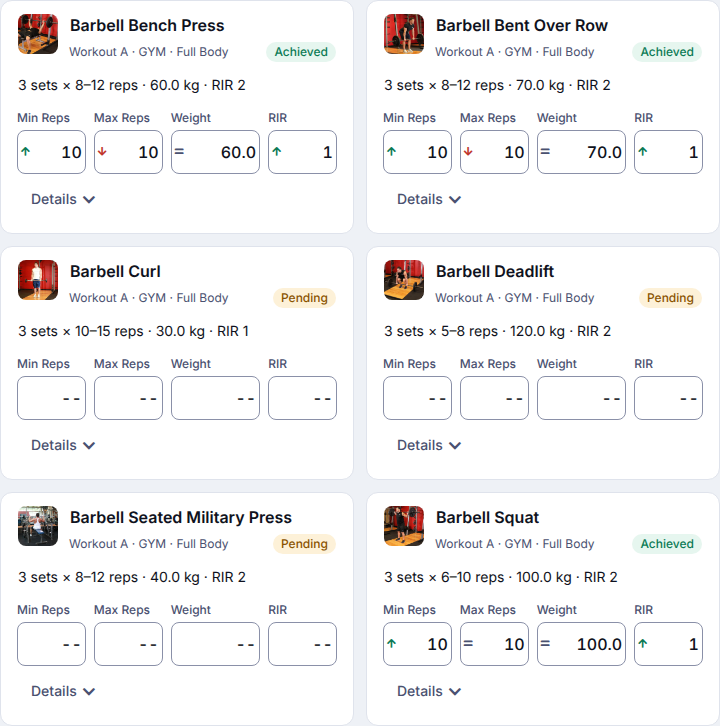 Barbell Bench Press
Workout A · GYM · Full Body
Achieved
3 sets × 8–12 reps · 60.0 kg · RIR 2
Min Reps Max Reps Weight RIR
↑ 10 ↓ 10 = 60.0 ↑ 1
Details
Barbell Bent Over Row
Workout A · GYM · Full Body
Achieved
3 sets × 8–12 reps · 70.0 kg · RIR 2
Min Reps Max Reps Weight RIR
↑ 10 ↓ 10 = 70.0 ↑ 1
Details
Barbell Curl
Workout A · GYM · Full Body
Pending
3 sets × 10–15 reps · 30.0 kg · RIR 1
Min Reps Max Reps Weight RIR
-- -- -- --
Details
Barbell Deadlift
Workout A · GYM · Full Body
Pending
3 sets × 5–8 reps · 120.0 kg · RIR 2
Min Reps Max Reps Weight RIR
-- -- -- --
Details
Barbell Seated Military Press
Workout A · GYM · Full Body
Pending
3 sets × 8–12 reps · 40.0 kg · RIR 2
Min Reps Max Reps Weight RIR
-- -- -- --
Details
Barbell Squat
Workout A · GYM · Full Body
Achieved
3 sets × 6–10 reps · 100.0 kg · RIR 2
Min Reps Max Reps Weight RIR
↑ 10 = 10 = 100.0 ↑ 1
Details